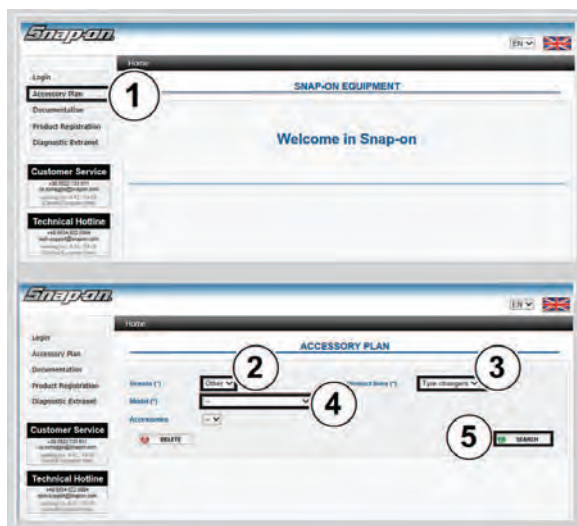 Snap-on
EN
Home
Login
SNAP-ON EQUIPMENT
Accessory Plan
1
Documentation
Product Registration
Welcome in Snap-on
Diagnostic Extranet
Customer Service
Technical Hotline
Snap-on
EN
Home
Login
ACCESSORY PLAN
Accessory Plan
2
3
Documentation
Brands (*)
Other
Tyre changers
Product Registration
Diagnostic Extranet
Model (*)
--
4
Accessories
--
5
Customer Service
DELETE
SEARCH
Technical Hotline